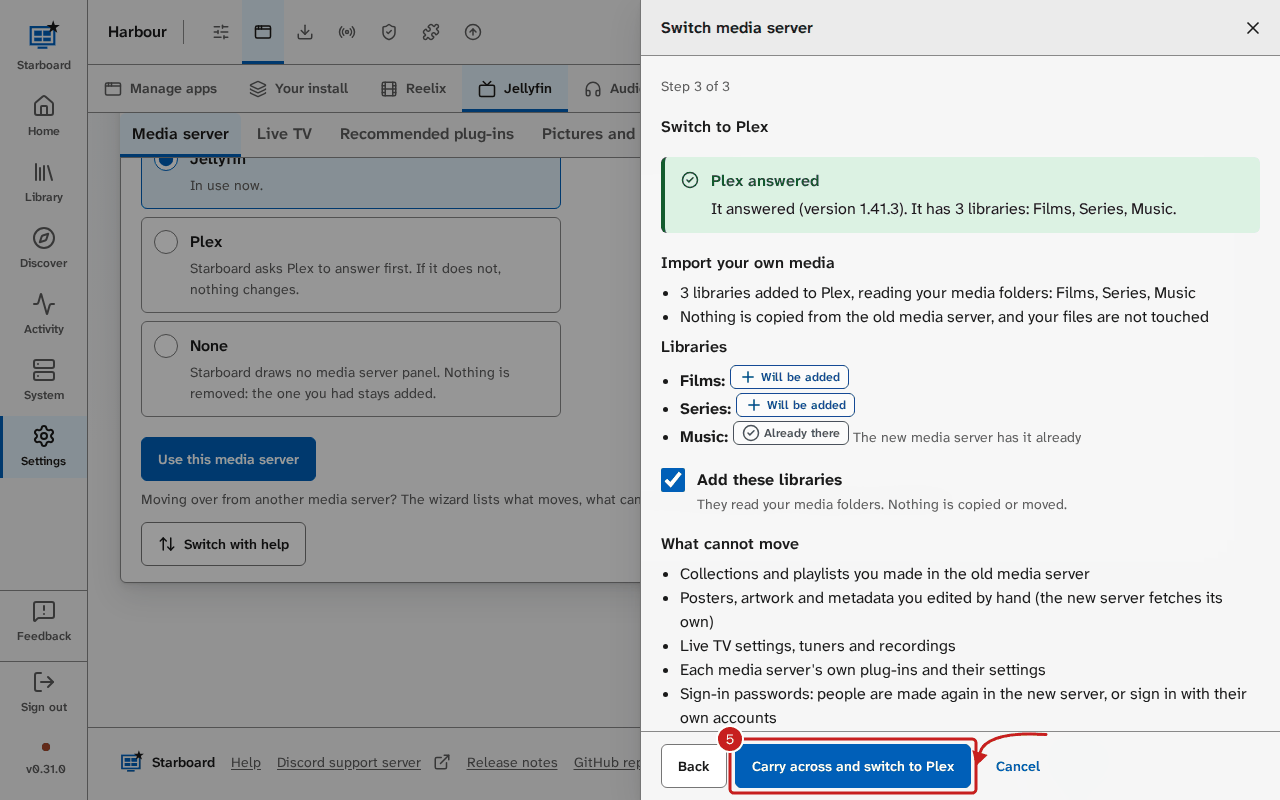 Starboard
Home
Library
Discover
Activity
System
Settings
Feedback
Sign out
v0.31.0
Harbour
Manage apps
Your install
Reelix
Jellyfin
Media server
Live TV
Recommended plug-ins
Pictures and
Jellyfin
In use now.
Plex
Starboard asks Plex to answer first. If it does not,
nothing changes.
None
Starboard draws no media server panel. Nothing is
removed: the one you had stays added.
Use this media server
Moving over from another media server? The wizard lists what moves, what can
Switch with help
Starboard
Help
Discord support server
Release notes
GitHub
Switch media server
Step 3 of 3
Switch to Plex
Plex answered
It answered (version 1.41.3). It has 3 libraries: Films, Series, Music.
Import your own media
• 3 libraries added to Plex, reading your media folders: Films, Series, Music
• Nothing is copied from the old media server, and your files are not touched
Libraries
• Films: + Will be added
• Series: + Will be added
• Music: Already there The new media server has it already
Add these libraries
They read your media folders. Nothing is copied or moved.
What cannot move
• Collections and playlists you made in the old media server
• Posters, artwork and metadata you edited by hand (the new server fetches its
own)
• Live TV settings, tuners and recordings
• Each media server's own plug-ins and their settings
• Sign-in passwords: people are made again in the new server, or sign in with their
own accounts
5
Back
Carry across and switch to Plex
Cancel